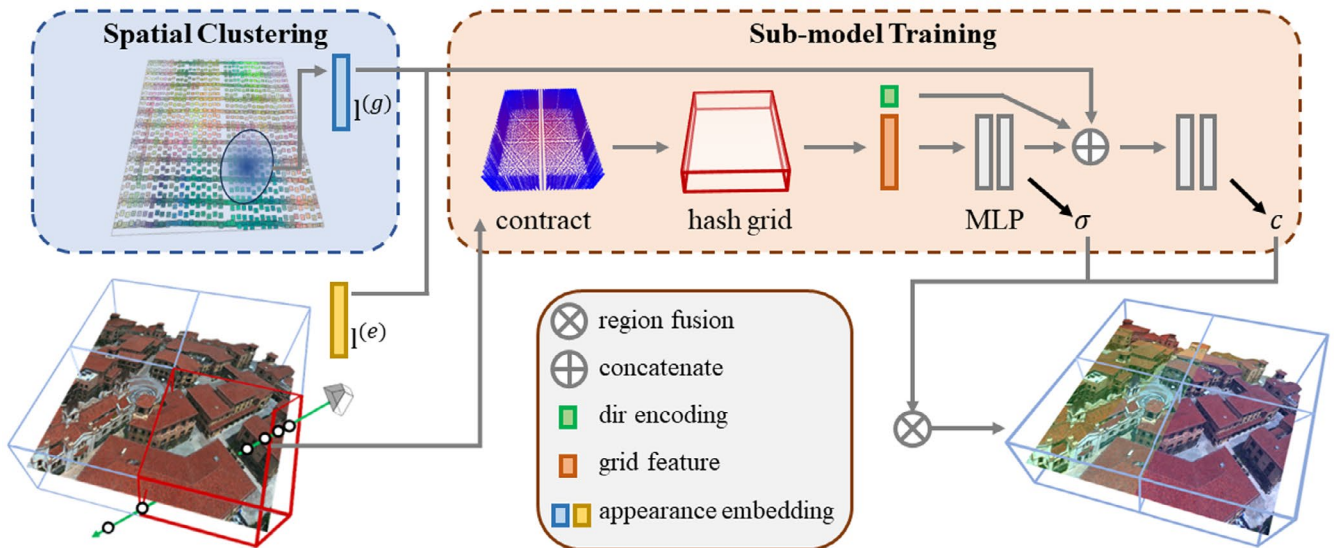 Spatial Clustering
l^(g)
Sub-model Training
contract
hash grid
MLP
σ
c
l^(e)
region fusion
concatenate
dir encoding
grid feature
appearance embedding